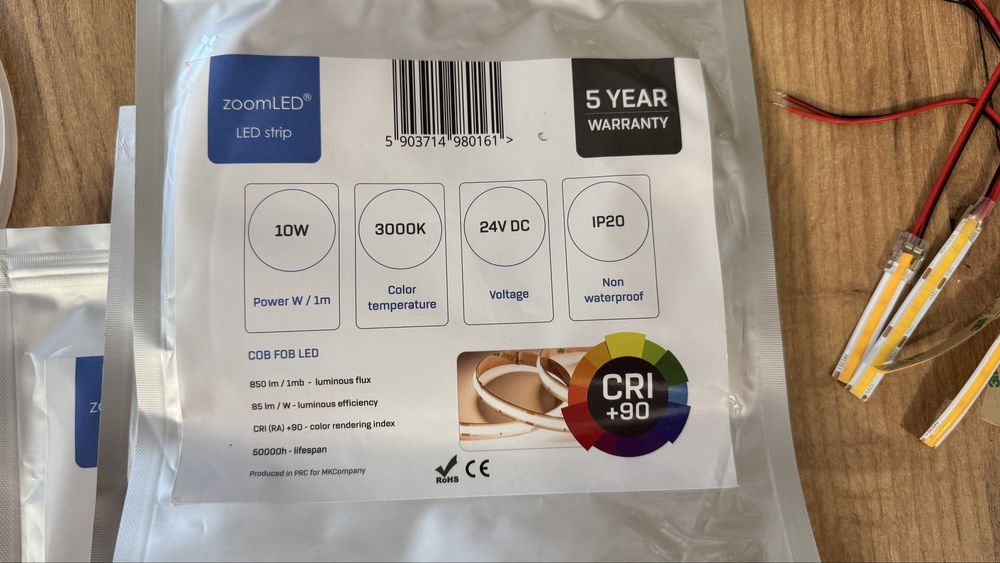 zoomLED®
LED strip
5 903714 980161 >
5 YEAR
WARRANTY
10W
Power W / 1m
3000K
Color
temperature
24V DC
Voltage
IP20
Non
waterproof
COB FOB LED
850 lm / 1mb - luminous flux
85 lm / W - luminous efficiency
CRI (RA) +90 - color rendering index
50000h - lifespan
Produced in PRC for MKCompany
CRI
+90
RoHS
CE